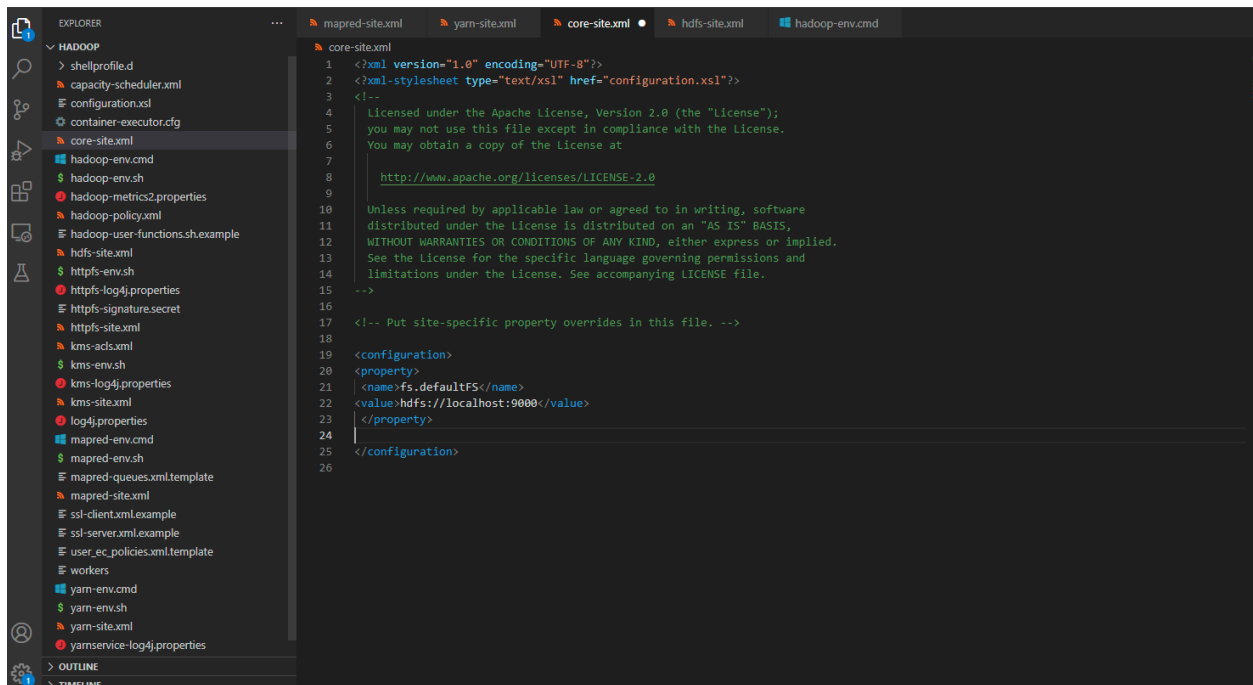 EXPLORER
...
HADOOP
shellprofile.d
capacity-scheduler.xml
configuration.xsl
container-executor.cfg
core-site.xml
hadoop-env.cmd
hadoop-env.sh
hadoop-metrics2.properties
hadoop-policy.xml
hadoop-user-functions.sh.example
hdfs-site.xml
httpfs-env.sh
httpfs-log4j.properties
httpfs-signature.secret
httpfs-site.xml
kms-acls.xml
kms-env.sh
kms-log4j.properties
kms-site.xml
log4j.properties
mapred-env.cmd
mapred-env.sh
mapred-queues.xml.template
mapred-site.xml
ssl-client.xml.example
ssl-server.xml.example
user_ec_policies.xml.template
workers
yarn-env.cmd
yarn-env.sh
yarn-site.xml
yarnservice-log4j.properties
OUTLINE
TIMELINE
1
1
mapred-site.xml yarn-site.xml core-site.xml hdfs-site.xml hadoop-env.cmd
core-site.xml
1 <?xml version="1.0" encoding="UTF-8"?>
2 <?xml-stylesheet type="text/xsl" href="configuration.xsl"?>
3 <!--
4 Licensed under the Apache License, Version 2.0 (the "License");
5 you may not use this file except in compliance with the License.
6 You may obtain a copy of the License at
7
8 http://www.apache.org/licenses/LICENSE-2.0
9
10 Unless required by applicable law or agreed to in writing, software
11 distributed under the License is distributed on an "AS IS" BASIS,
12 WITHOUT WARRANTIES OR CONDITIONS OF ANY KIND, either express or implied.
13 See the License for the specific language governing permissions and
14 limitations under the License. See accompanying LICENSE file.
15 -->
16
17 <!-- Put site-specific property overrides in this file. -->
18
19 <configuration>
20 <property>
21 <name>fs.defaultFS</name>
22 <value>hdfs://localhost:9000</value>
23 </property>
24
25 </configuration>
26